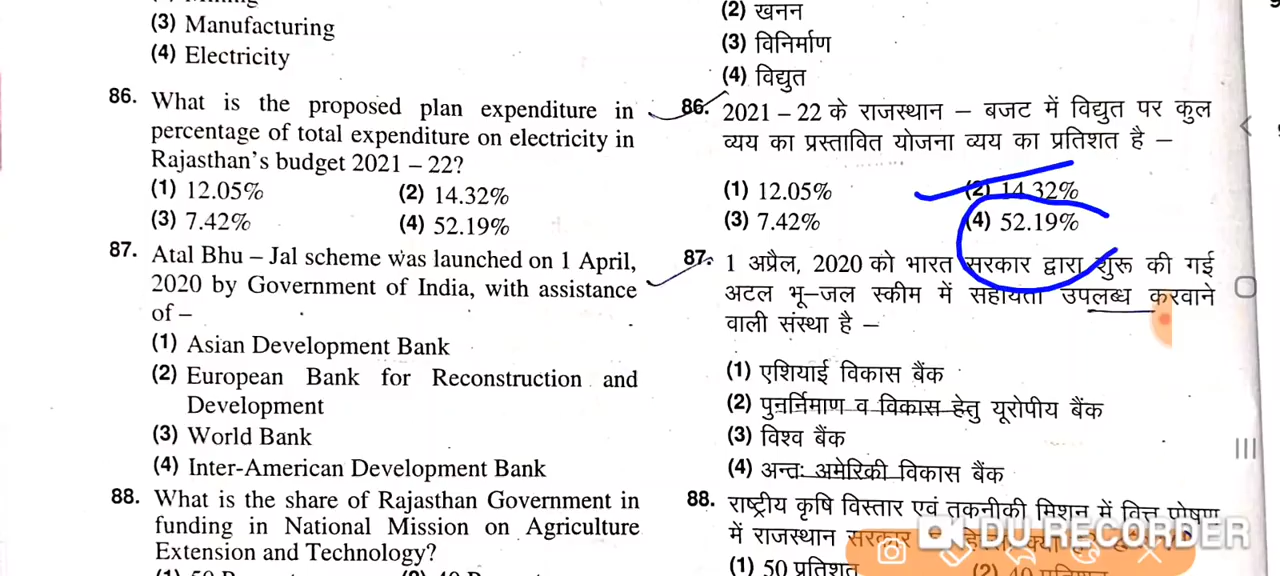 (3) Manufacturing
(4) Electricity
86. What is the proposed plan expenditure in
percentage of total expenditure on electricity in
Rajasthan's budget 2021 – 22?
(1) 12.05% (2) 14.32%
(3) 7.42% (4) 52.19%
87. Atal Bhu – Jal scheme was launched on 1 April,
2020 by Government of India, with assistance
of –
(1) Asian Development Bank
(2) European Bank for Reconstruction and
Development
(3) World Bank
(4) Inter-American Development Bank
88. What is the share of Rajasthan Government in
funding in National Mission on Agriculture
Extension and Technology?
(2) खनन
(3) विनिर्माण
(4) विद्युत
86. 2021 – 22 के राजस्थान – बजट में विद्युत पर कुल
व्यय का प्रस्तावित योजना व्यय का प्रतिशत है –
(1) 12.05% (2) 14.32%
(3) 7.42% (4) 52.19%
87. 1 अप्रैल, 2020 को भारत सरकार द्वारा शुरू की गई
अटल भू–जल स्कीम में सहायता उपलब्ध करवाने
वाली संस्था है –
(1) एशियाई विकास बैंक
(2) पुनर्निमाण व विकास हेतु यूरोपीय बैंक
(3) विश्व बैंक
(4) अन्तः अमेरिकी विकास बैंक
88. राष्ट्रीय कृषि विस्तार एवं तकनीकी मिशन में वित्त पोषण
में राजस्थान सरकार
(1) 50 प्रतिशत (2) 40 प्रतिशत
DU RECORDER